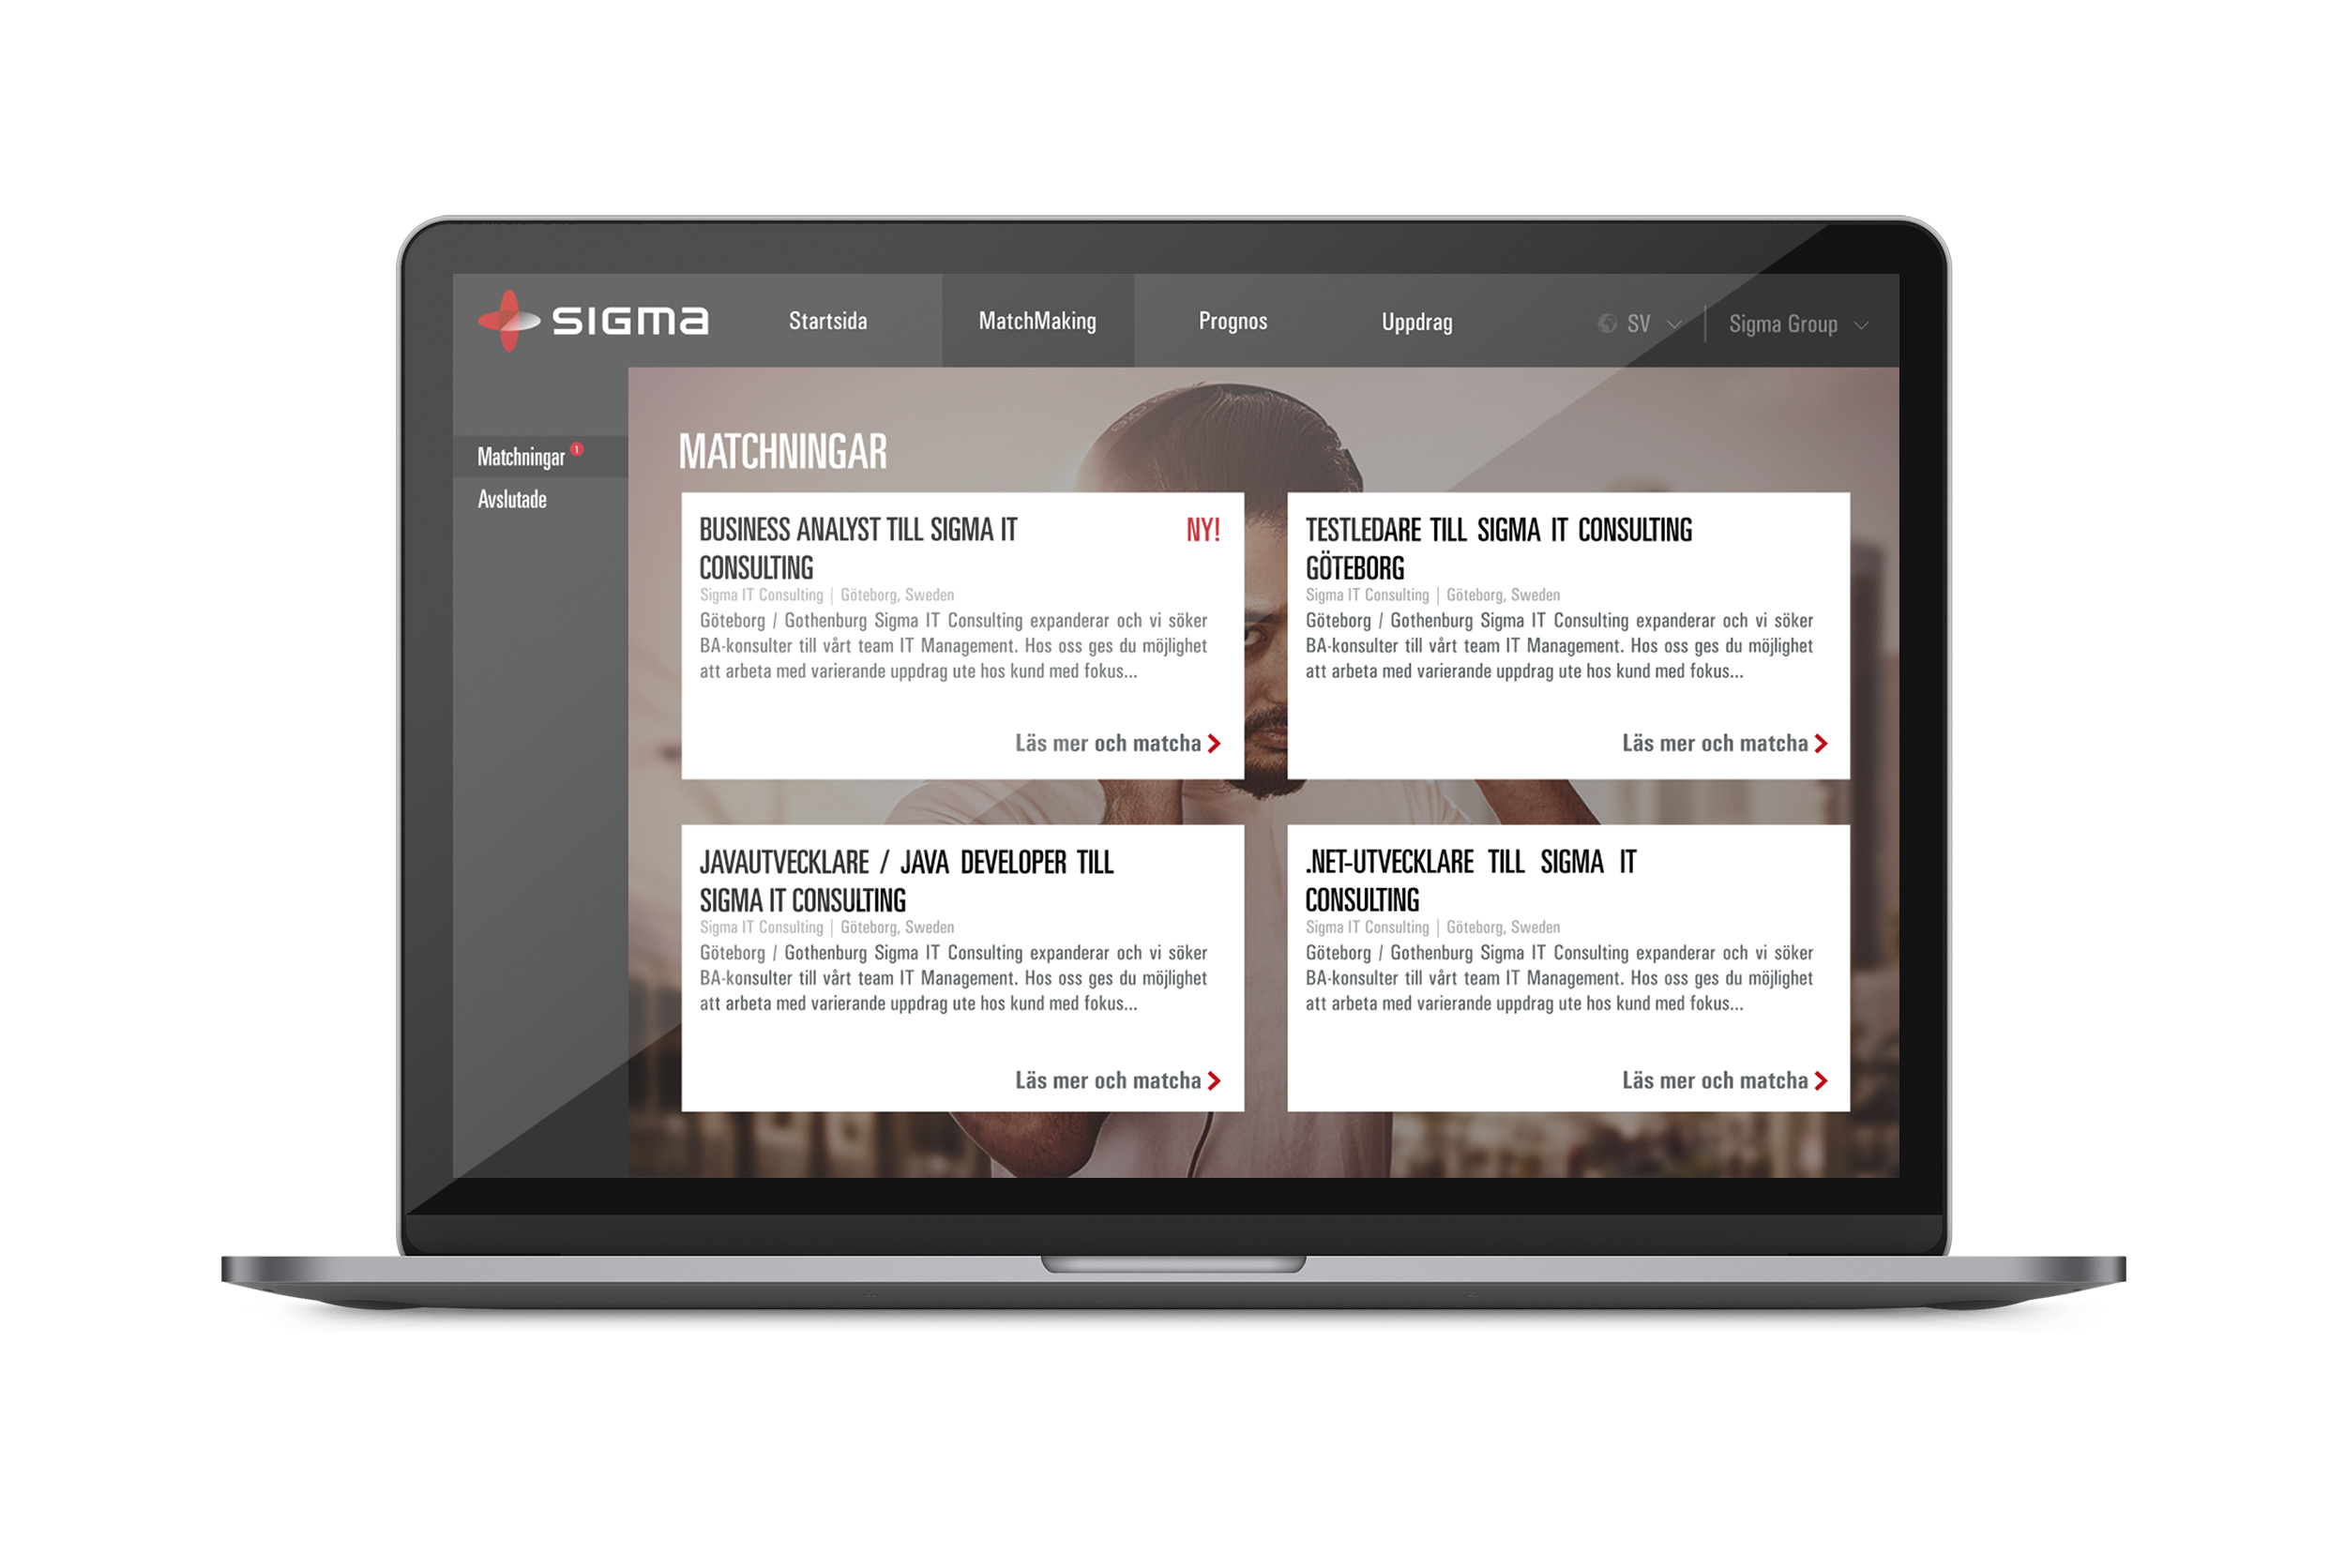 SIGMA
Startsida
MatchMaking
Prognos
Uppdrag
SV
Sigma Group
Matchningar 1
Avslutade
MATCHNINGAR
BUSINESS ANALYST TILL SIGMA IT
CONSULTING
NY!
Sigma IT Consulting | Göteborg, Sweden
Göteborg / Gothenburg Sigma IT Consulting expanderar och vi söker
BA-konsulter till vårt team IT Management. Hos oss ges du möjlighet
att arbeta med varierande uppdrag ute hos kund med fokus...
Läs mer och matcha
TESTLEDARE TILL SIGMA IT CONSULTING
GÖTEBORG
Sigma IT Consulting | Göteborg, Sweden
Göteborg / Gothenburg Sigma IT Consulting expanderar och vi söker
BA-konsulter till vårt team IT Management. Hos oss ges du möjlighet
att arbeta med varierande uppdrag ute hos kund med fokus...
Läs mer och matcha
JAVAUTVECKLARE / JAVA DEVELOPER TILL
SIGMA IT CONSULTING
Sigma IT Consulting | Göteborg, Sweden
Göteborg / Gothenburg Sigma IT Consulting expanderar och vi söker
BA-konsulter till vårt team IT Management. Hos oss ges du möjlighet
att arbeta med varierande uppdrag ute hos kund med fokus...
Läs mer och matcha
.NET-UTVECKLARE TILL SIGMA IT
CONSULTING
Sigma IT Consulting | Göteborg, Sweden
Göteborg / Gothenburg Sigma IT Consulting expanderar och vi söker
BA-konsulter till vårt team IT Management. Hos oss ges du möjlighet
att arbeta med varierande uppdrag ute hos kund med fokus...
Läs mer och matcha